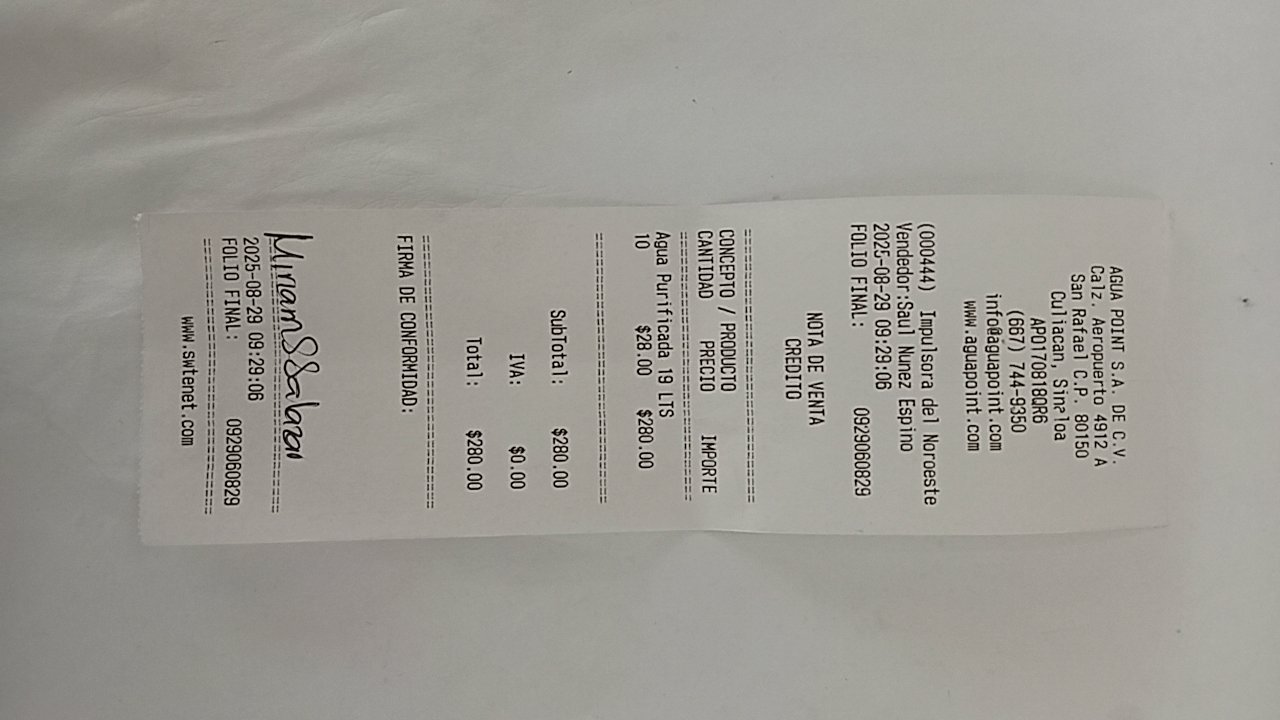 AGUA POINT S.A. DE C.V.
Calz. Aeropuerto 4912 A
San Rafael C.P. 80150
Culiacan, Sinaloa
APO170818QR6
(667) 744-9350
info@aguapoint.com
www.aguapoint.com
(000444) Impulsora del Noroeste
Vendedor:Saul Nunez Espino
2025-08-29 09:29:06
FOLIO FINAL: 0929060829
NOTA DE VENTA
CREDITO
CONCEPTO / PRODUCTO
CANTIDAD PRECIO IMPORTE
Agua Purificada 19 LTS
10 $28.00 $280.00
SubTotal: $280.00
IVA: $0.00
Total: $280.00
FIRMA DE CONFORMIDAD:
Miriam S Salazar
2025-08-29 09:29:06
FOLIO FINAL: 0929060829
www.swtenet.com